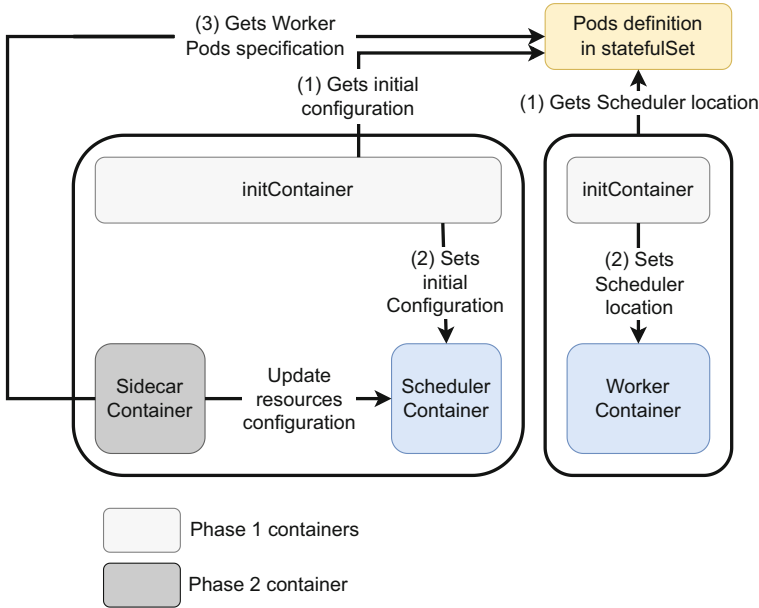 (3) Gets Worker
Pods specification
Pods definition
in statefulSet
(1) Gets initial
configuration
(1) Gets Scheduler location
initContainer
initContainer
(2) Sets
initial
Configuration
(2) Sets
Scheduler
location
Sidecar
Container
Update
resources
configuration
Scheduler
Container
Worker
Container
Phase 1 containers
Phase 2 container